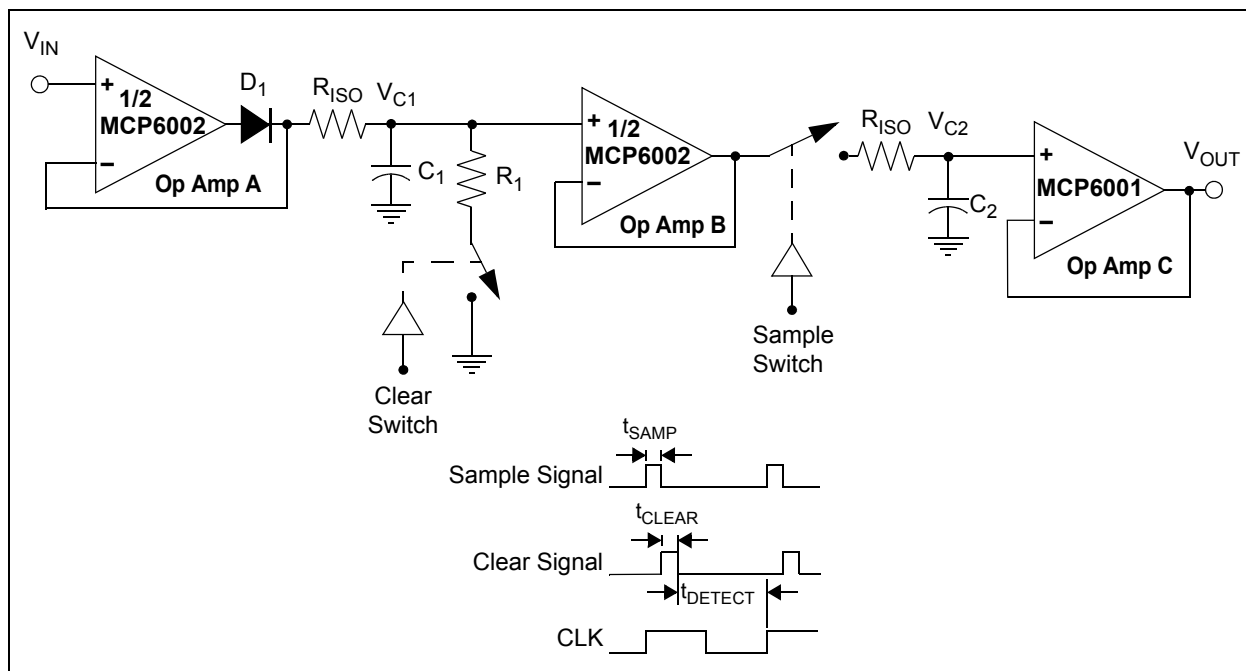 V_IN
+
1/2
MCP6002
−
Op Amp A
D_1
R_ISO
V_C1
C_1
R_1
+
1/2
MCP6002
−
Op Amp B
R_ISO
V_C2
C_2
+
MCP6001
−
Op Amp C
V_OUT
Clear
Switch
Sample
Switch
t_SAMP
Sample Signal
t_CLEAR
Clear Signal
t_DETECT
CLK